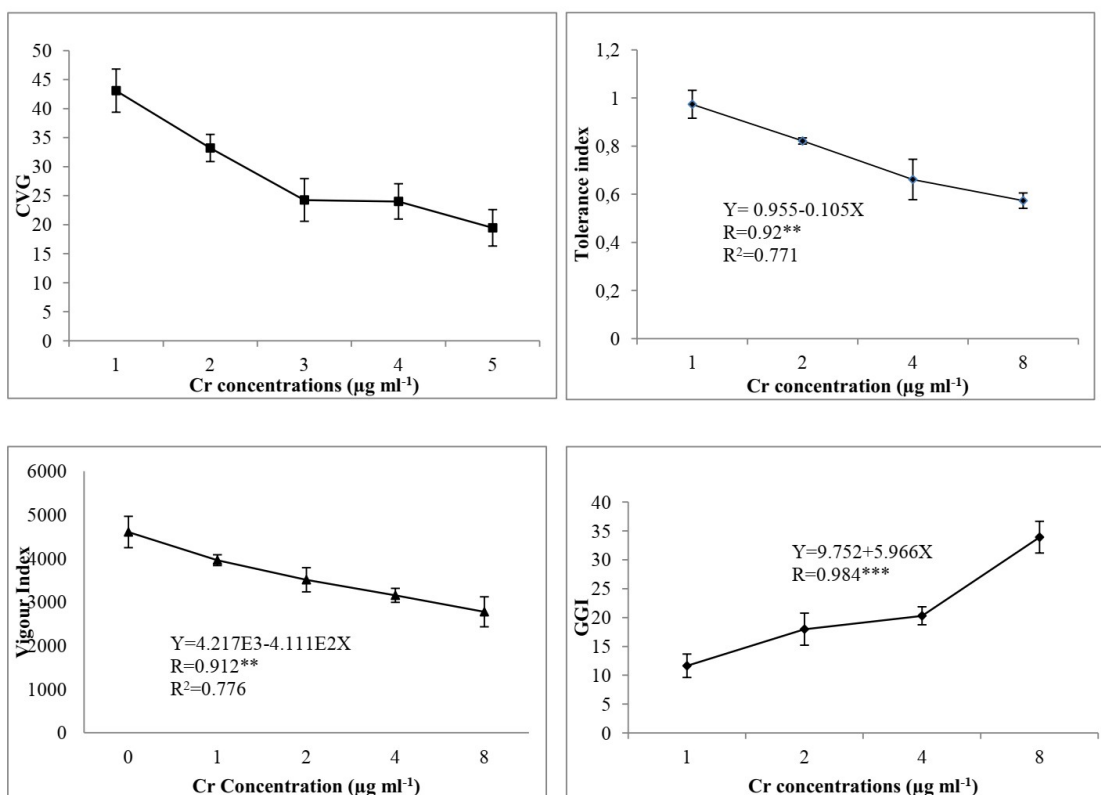 50
45
40
35
30
25
20
15
10
5
0
CVG
1 2 3 4 5
Cr concentrations (µg ml⁻¹)
1,2
1
0,8
0,6
0,4
0,2
0
Tolerance index
Y= 0.955-0.105X
R=0.92**
R²=0.771
1 2 4 8
Cr concentration (µg ml⁻¹)
6000
5000
4000
3000
2000
1000
0
Vigour Index
Y=4.217E3-4.111E2X
R=0.912**
R²=0.776
0 1 2 4 8
Cr Concentration (µg ml⁻¹)
40
35
30
25
20
15
10
5
0
GGI
Y=9.752+5.966X
R=0.984***
1 2 4 8
Cr concentrations (µg ml⁻¹)